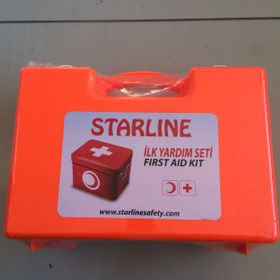 STARLINE
İLK YARDIM SETİ
FIRST AID KIT
www.starlinesafety.com